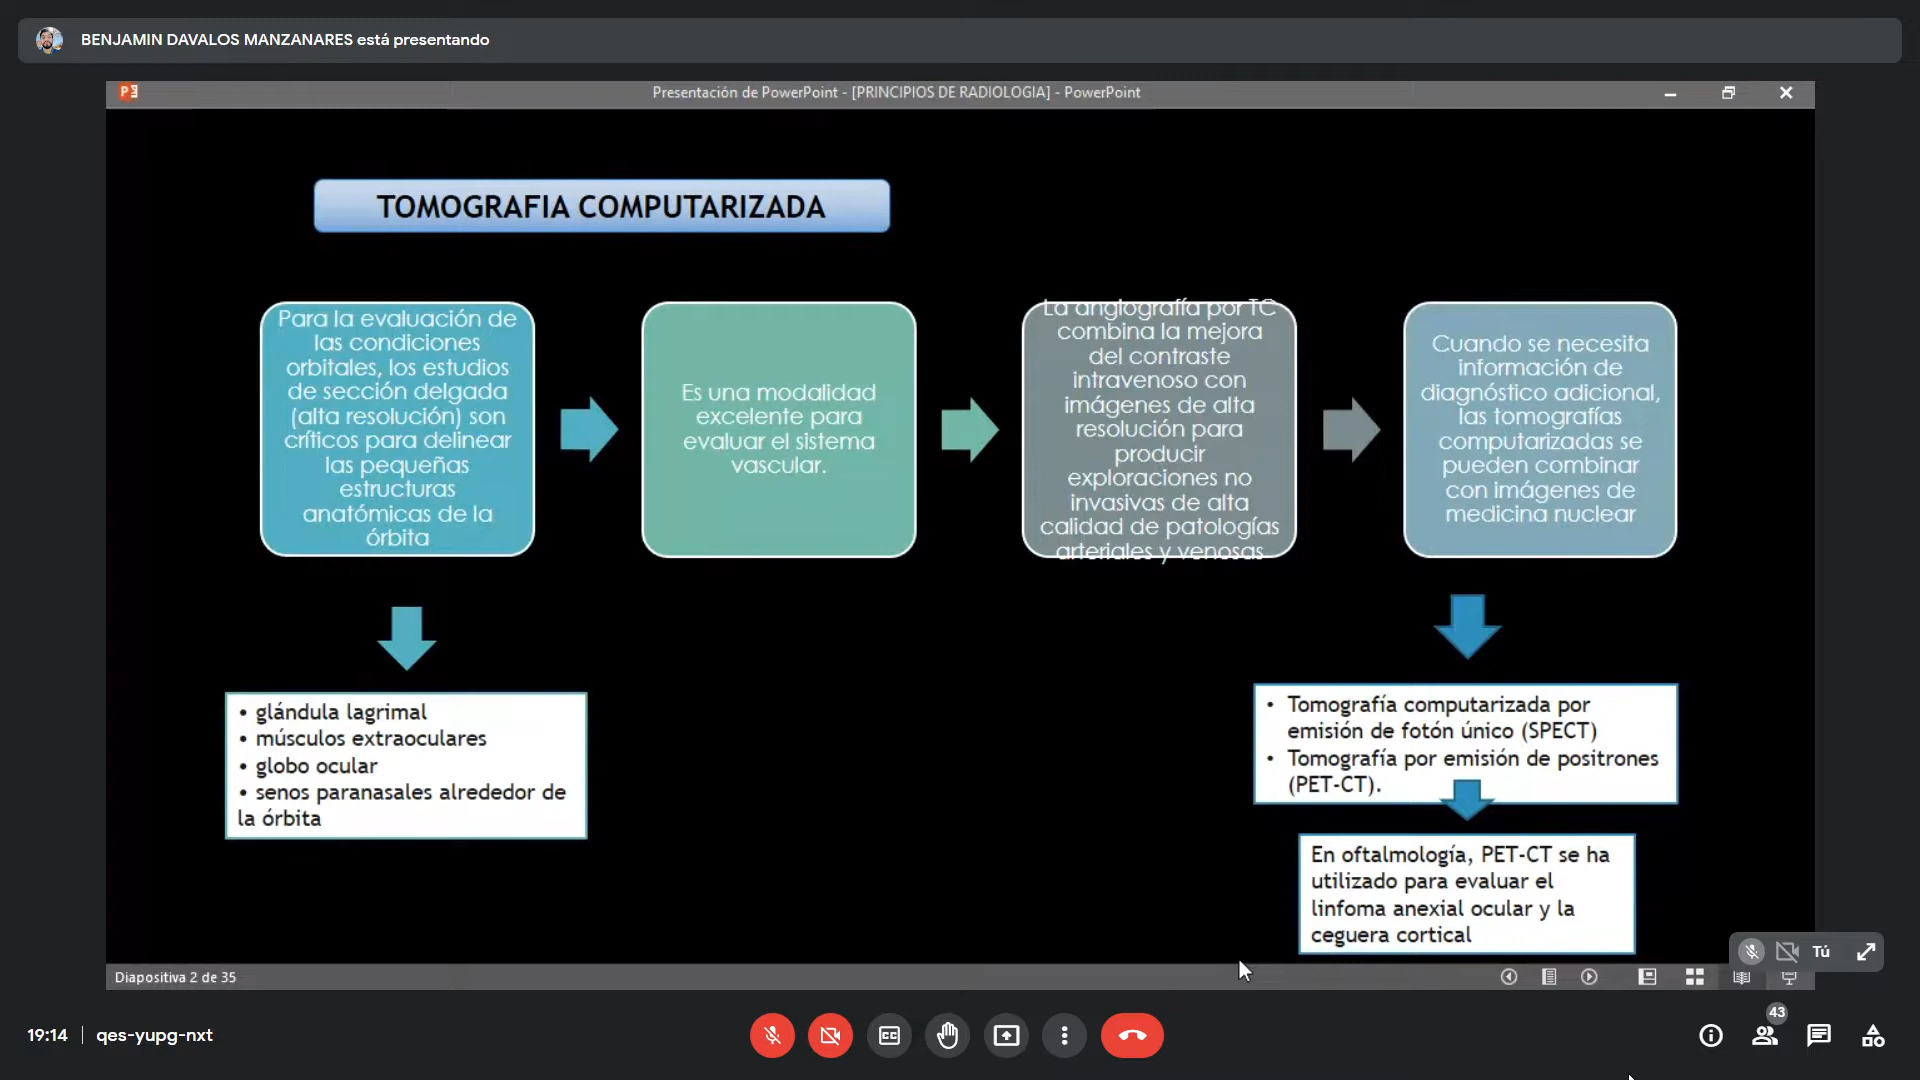 BENJAMIN DAVALOS MANZANARES está presentando
Presentación de PowerPoint - [PRINCIPIOS DE RADIOLOGIA] - PowerPoint
TOMOGRAFIA COMPUTARIZADA
Para la evaluación de
las condiciones
orbitales, los estudios
de sección delgada
(alta resolución) son
críticos para delinear
las pequeñas
estructuras
anatómicas de la
órbita
Es una modalidad
excelente para
evaluar el sistema
vascular.
La angiografía por TC
combina la mejora
del contraste
intravenoso con
imágenes de alta
resolución para
producir
exploraciones no
invasivas de alta
calidad de patologías
arteriales y venosas
Cuando se necesita
información de
diagnóstico adicional,
las tomografías
computarizadas se
pueden combinar
con imágenes de
medicina nuclear
• glándula lagrimal
• músculos extraoculares
• globo ocular
• senos paranasales alrededor de
la órbita
• Tomografía computarizada por
emisión de fotón único (SPECT)
• Tomografía por emisión de positrones
(PET-CT).
En oftalmología, PET-CT se ha
utilizado para evaluar el
linfoma anexial ocular y la
ceguera cortical
Tú
Diapositiva 2 de 35
19:14 | qes-yupg-nxt
43